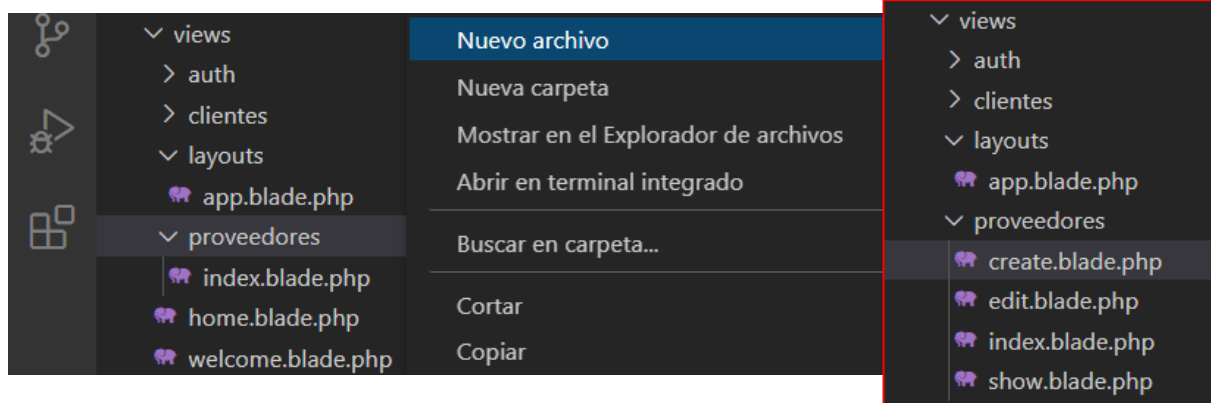 views
auth
clientes
layouts
app.blade.php
proveedores
index.blade.php
home.blade.php
welcome.blade.php
Nuevo archivo
Nueva carpeta
Mostrar en el Explorador de archivos
Abrir en terminal integrado
Buscar en carpeta...
Cortar
Copiar
views
auth
clientes
layouts
app.blade.php
proveedores
create.blade.php
edit.blade.php
index.blade.php
show.blade.php